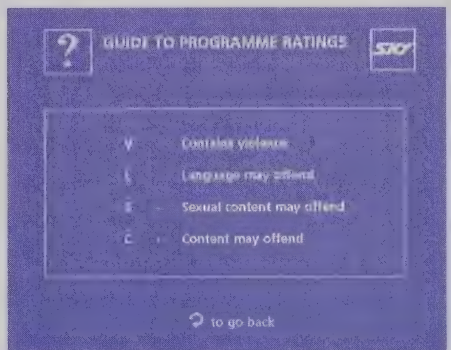 ? GUIDE TO PROGRAMME RATINGS SKY
V Contains violence
L Language may offend
S - Sexual content may offend
C - Content may offend
to go back